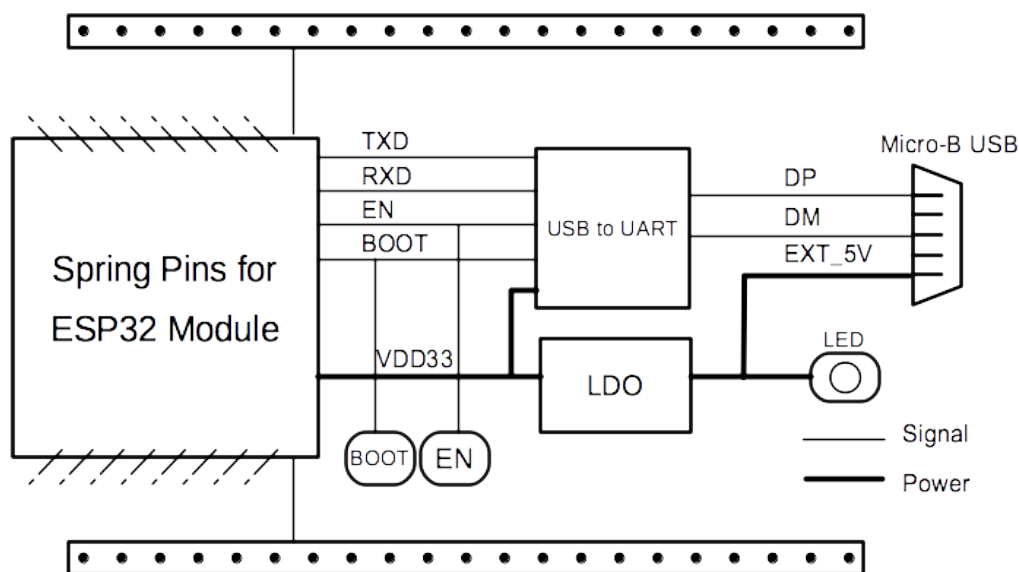 Micro-B USB
TXD
RXD
EN
BOOT
USB to UART
DP
DM
EXT_5V
Spring Pins for
ESP32 Module
VDD33
LDO
LED
BOOT
EN
Signal
Power